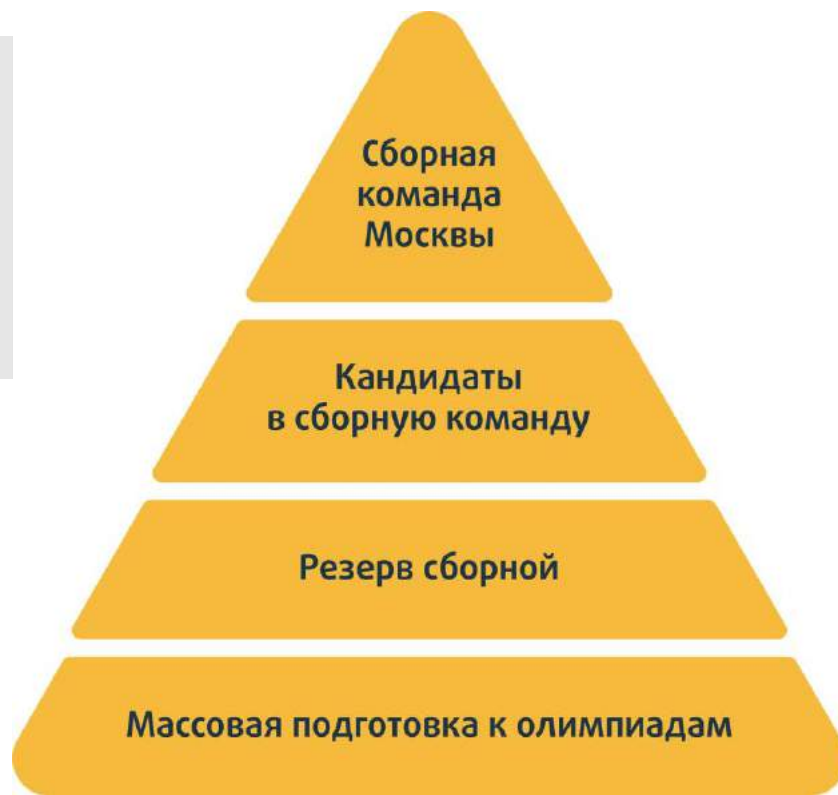 Сборная
команда
Москвы
Кандидаты
в сборную команду
Резерв сборной
Массовая подготовка к олимпиадам